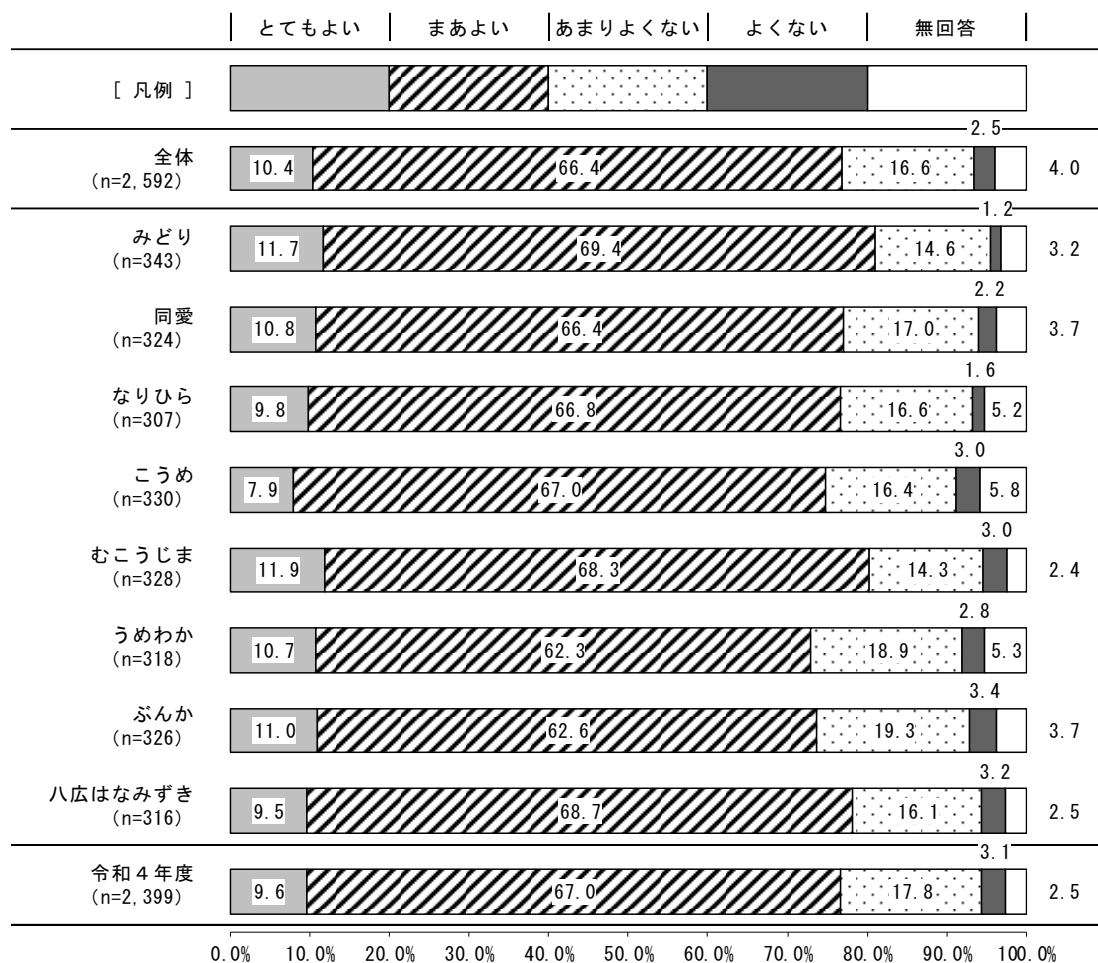 とてもよい まあよい あまりよくない よくない 無回答
[ 凡例 ]
2.5
全体
(n=2,592)
10.4 66.4 16.6 4.0
1.2
みどり
(n=343)
11.7 69.4 14.6 3.2
2.2
同愛
(n=324)
10.8 66.4 17.0 3.7
1.6
なりひら
(n=307)
9.8 66.8 16.6 5.2
3.0
こうめ
(n=330)
7.9 67.0 16.4 5.8
3.0
むこうじま
(n=328)
11.9 68.3 14.3 2.4
2.8
うめわか
(n=318)
10.7 62.3 18.9 5.3
3.4
ぶんか
(n=326)
11.0 62.6 19.3 3.7
3.2
八広はなみずき
(n=316)
9.5 68.7 16.1 2.5
3.1
令和4年度
(n=2,399)
9.6 67.0 17.8 2.5
0.0% 10.0% 20.0% 30.0% 40.0% 50.0% 60.0% 70.0% 80.0% 90.0% 100.0%